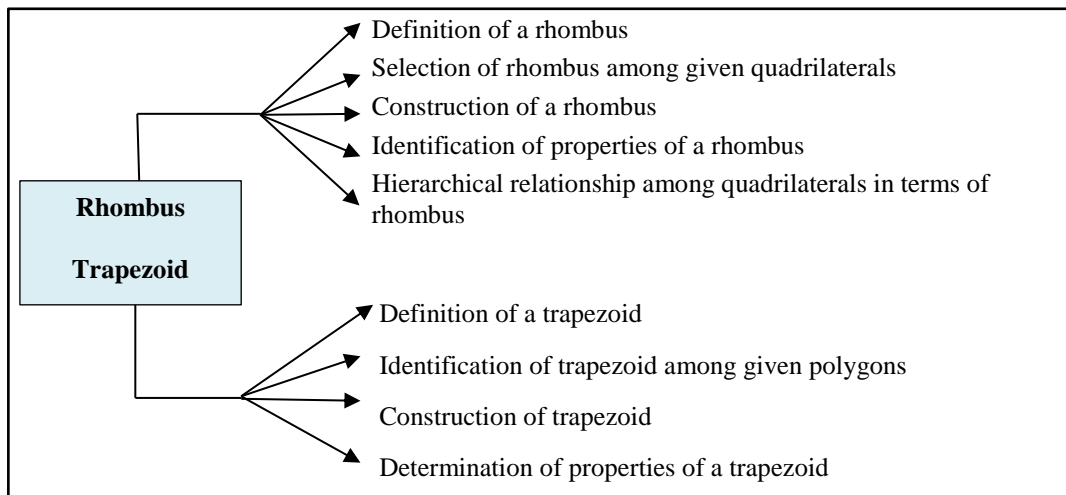 Definition of a rhombus
Selection of rhombus among given quadrilaterals
Construction of a rhombus
Identification of properties of a rhombus
Hierarchical relationship among quadrilaterals in terms of
rhombus
Rhombus
Trapezoid
Definition of a trapezoid
Identification of trapezoid among given polygons
Construction of trapezoid
Determination of properties of a trapezoid